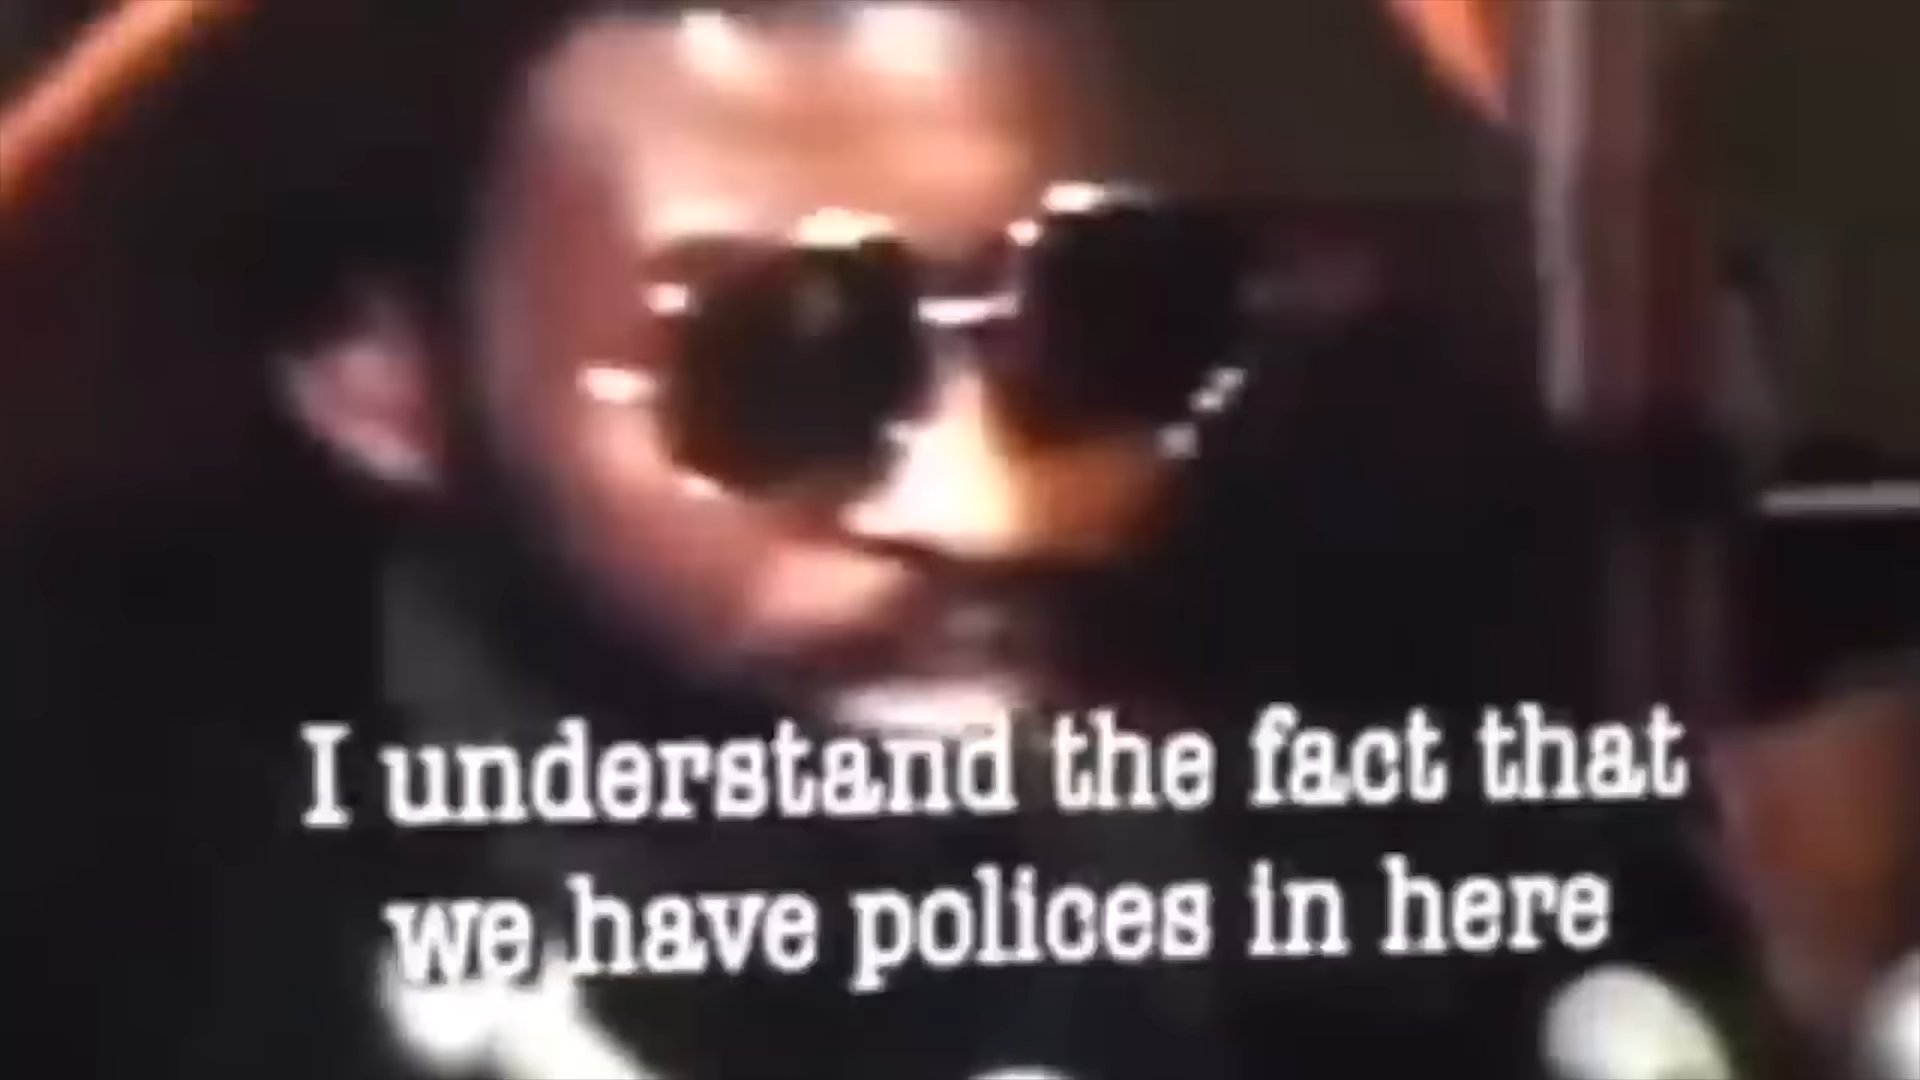 I understand the fact that
we have polices in here